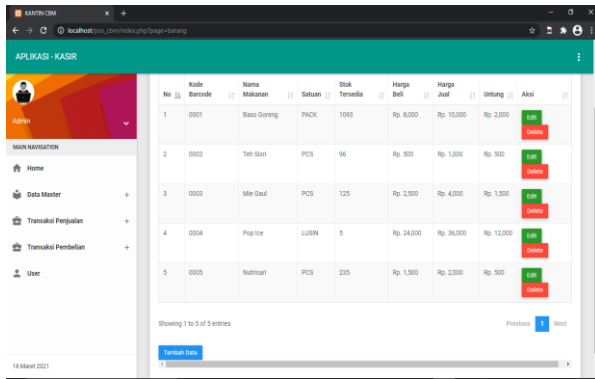 KANTIN CBM
localhost/pos_cbm/index.php?page=barang
APLIKASI - KASIR
Admin
MAIN NAVIGATION
Home
Data Master +
Transaksi Penjualan +
Transaksi Pembelian +
User
18 Maret 2021
No Kode Barcode Nama Makanan Satuan Stok Tersedia Harga Beli Harga Jual Untung Aksi
1 0001 Baso Goreng PACK 1093 Rp. 8,000 Rp. 10,000 Rp. 2,000 Edit
Delete
2 0002 Teh Sisri PCS 96 Rp. 500 Rp. 1,000 Rp. 500 Edit
Delete
3 0003 Mie Gaul PCS 125 Rp. 2,500 Rp. 4,000 Rp. 1,500 Edit
Delete
4 0004 Pop Ice LUSIN 5 Rp. 24,000 Rp. 36,000 Rp. 12,000 Edit
Delete
5 0005 Nutrisari PCS 235 Rp. 1,500 Rp. 2,000 Rp. 500 Edit
Delete
Showing 1 to 5 of 5 entries
Previous 1 Next
Tambah Data